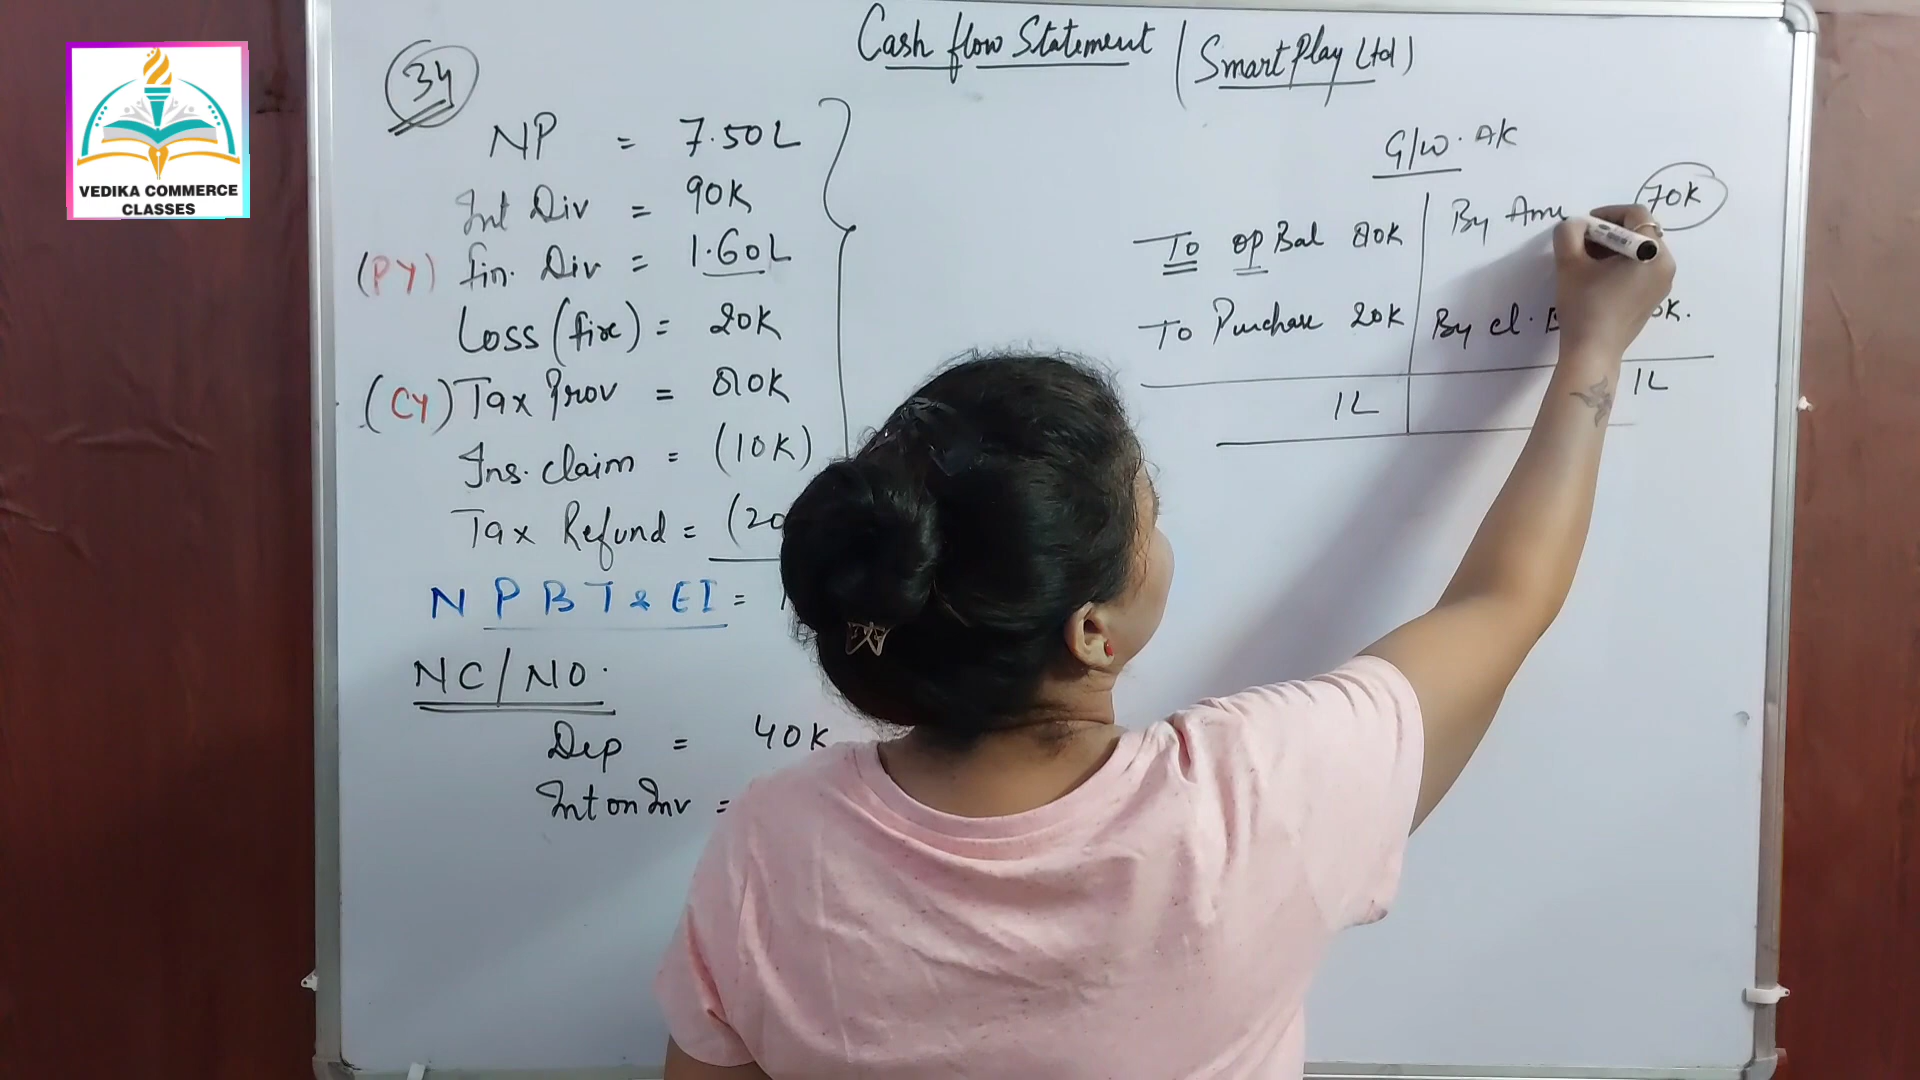 VEDIKA COMMERCE
CLASSES
34
Cash flow Statement | (Smart Play Ltd)
NP = 7.50L
Int Div = 90K
(PY) fin. Div = 1.60L
Loss (fire) = 20K
(CY) Tax Prov = 80K
Ins. claim = (10K)
Tax Refund = (20
NPBT & EI =
NC/NO.
Dep = 40K
Int on Inv =
G/W. A/C
To op Bal 80K
By Amo 70K
To Purchase 20K
By cl.
1L
1L